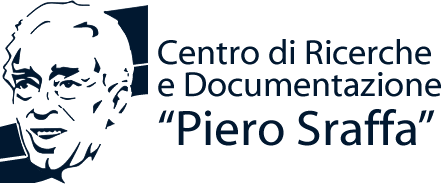 Centro di Ricerche
e Documentazione
“Piero Sraffa”